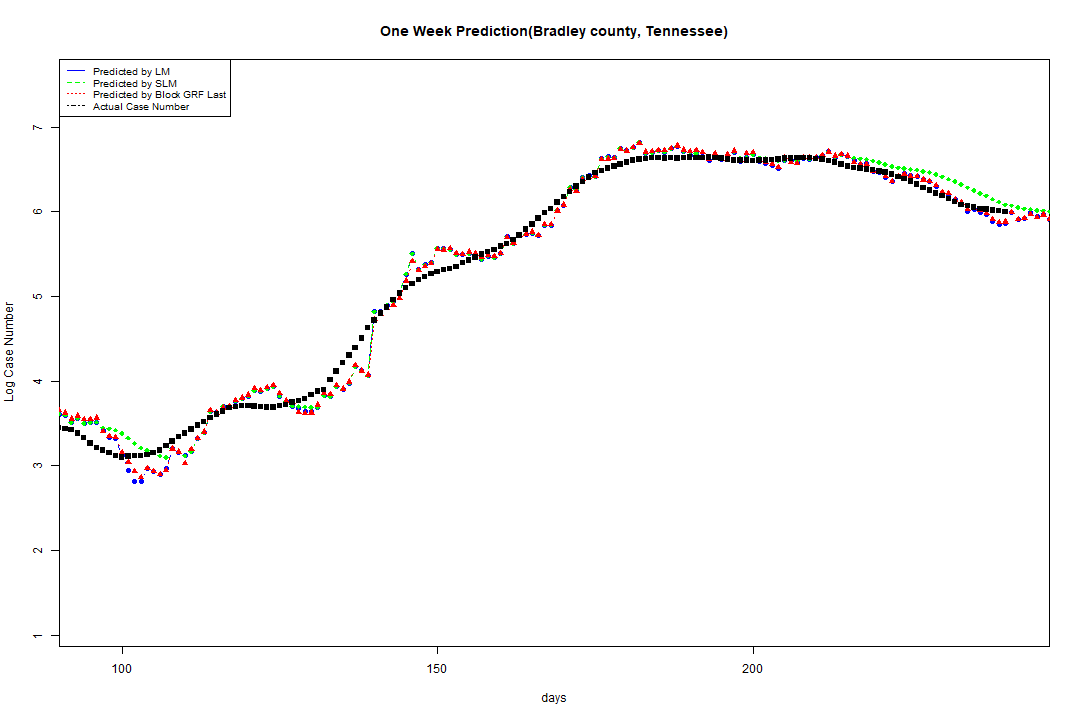 One Week Prediction(Bradley county, Tennessee)
Predicted by LM
Predicted by SLM
Predicted by Block GRF Last
Actual Case Number
7
6
5
4
3
2
1
Log Case Number
100 150 200
days